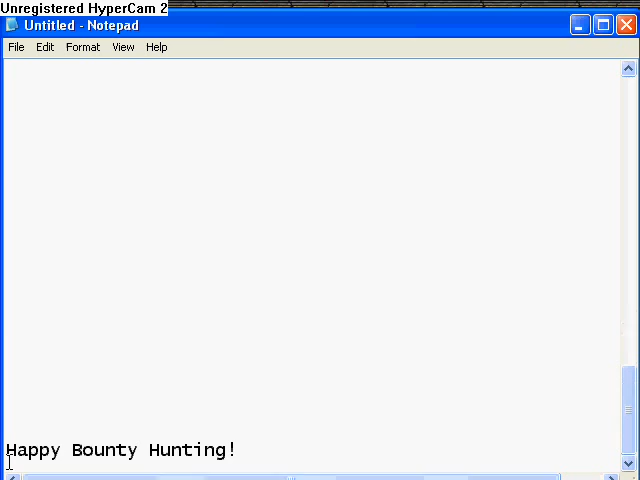 Unregistered HyperCam 2
Untitled - Notepad
File Edit Format View Help
Happy Bounty Hunting!